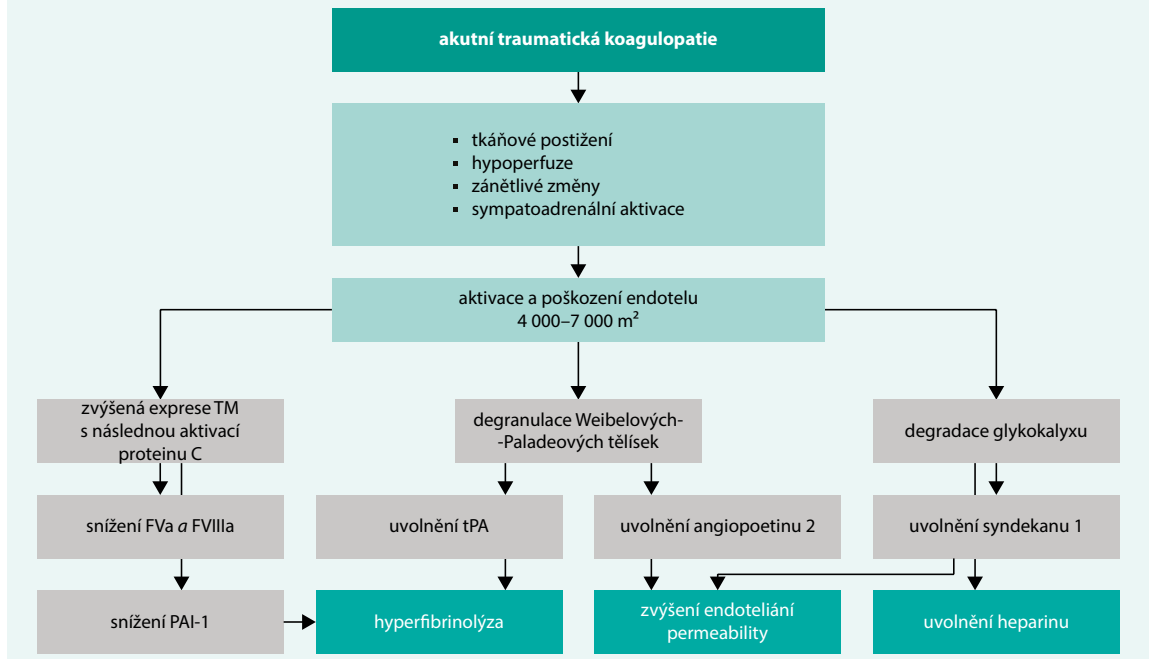 akutní traumatická koagulopatie
▪ tkáňové postižení
▪ hypoperfuze
▪ zánětlivé změny
▪ sympatoadrenální aktivace
aktivace a poškození endotelu
4 000–7 000 m²
zvýšená exprese TM
s následnou aktivací
proteinu C
degranulace Weibelových-
-Paladeových tělísek
degradace glykokalyxu
snížení FVa a FVIIIa
uvolnění tPA
uvolnění angiopoetinu 2
uvolnění syndekanu 1
snížení PAI-1
hyperfibrinolýza
zvýšení endoteliání
permeability
uvolnění heparinu